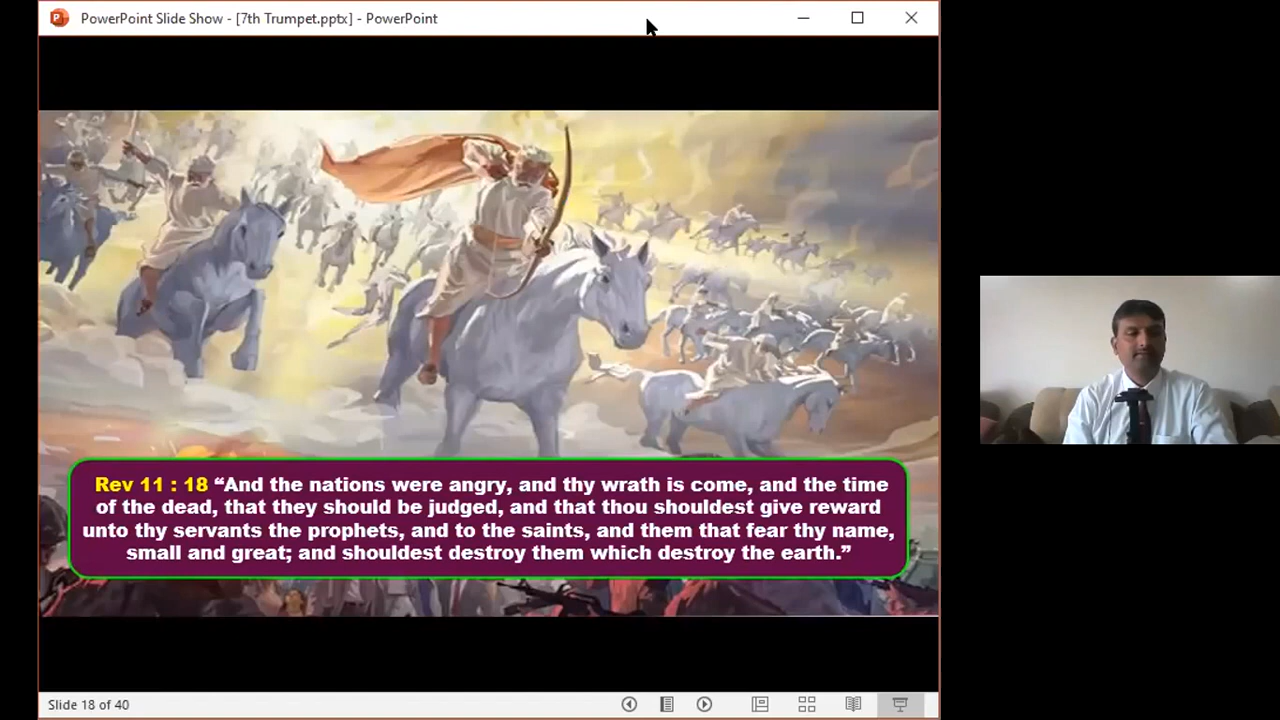 PowerPoint Slide Show - [7th Trumpet.pptx] - PowerPoint
Rev 11 : 18 “And the nations were angry, and thy wrath is come, and the time
of the dead, that they should be judged, and that thou shouldest give reward
unto thy servants the prophets, and to the saints, and them that fear thy name,
small and great; and shouldest destroy them which destroy the earth.”
Slide 18 of 40